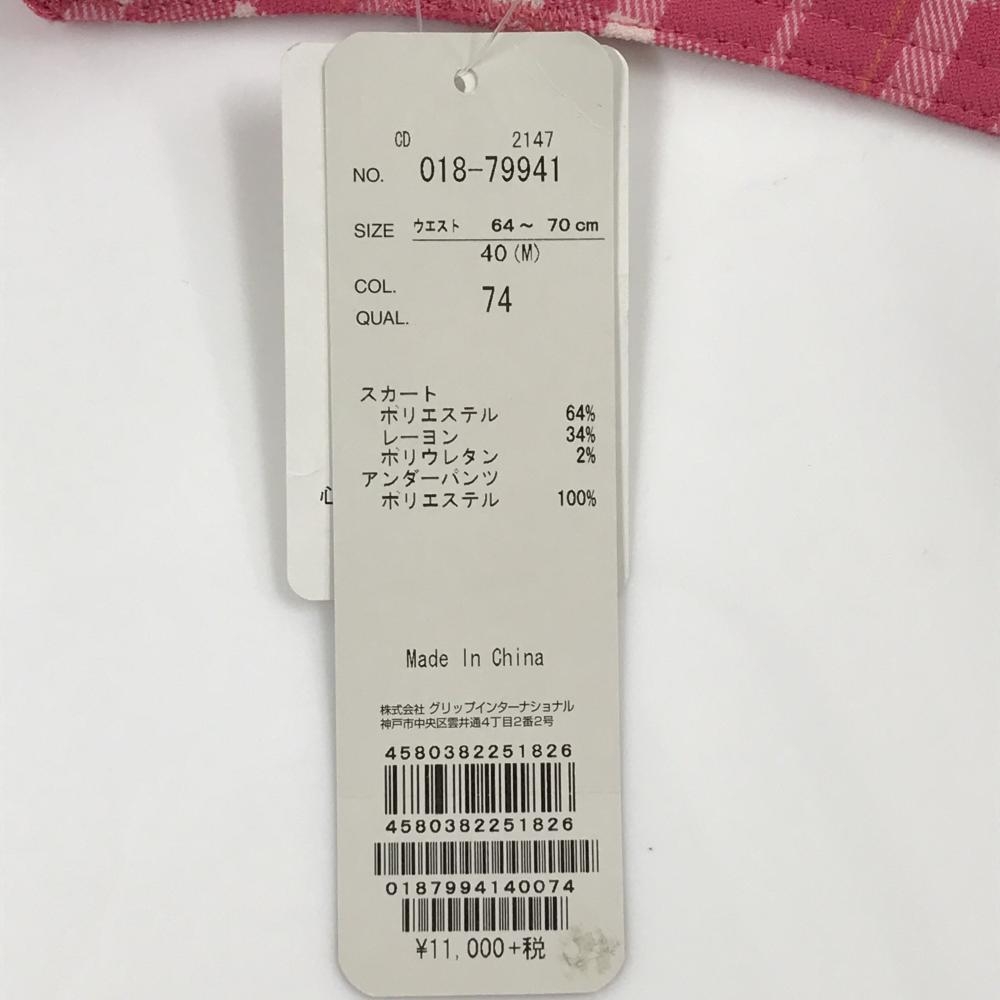 CD 2147
NO. 018-79941
SIZE ウエスト 64～ 70cm
40(M)
COL. 74
QUAL.
スカート
ポリエステル 64%
レーヨン 34%
ポリウレタン 2%
アンダーパンツ
ポリエステル 100%
心
Made In China
株式会社 グリップインターナショナル
神戸市中央区雲井通4丁目2番2号
4580382251826
4580382251826
0187994140074
¥11,000+税